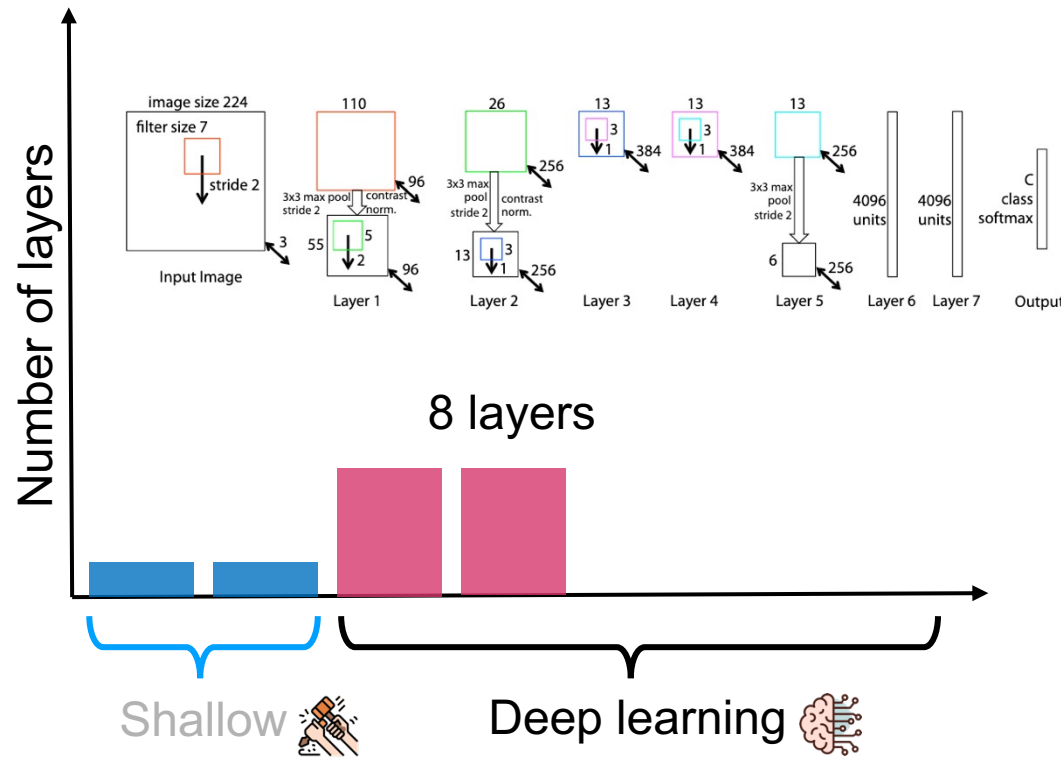 Number of layers
image size 224
filter size 7
stride 2
3
Input Image
110
96
3x3 max
pool
stride 2
contrast
norm.
55
5
2
96
Layer 1
26
256
3x3 max
pool
stride 2
contrast
norm.
13
3
1
256
Layer 2
13
3
1
384
Layer 3
13
3
1
384
Layer 4
13
256
3x3 max
pool
stride 2
6
256
Layer 5
4096
units
Layer 6
4096
units
Layer 7
C
class
softmax
Output
8 layers
Shallow
Deep learning